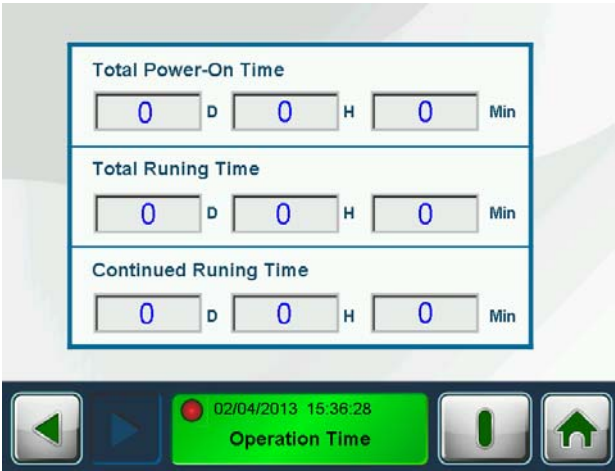 Total Power-On Time
0 D 0 H 0 Min
Total Runing Time
0 D 0 H 0 Min
Continued Runing Time
0 D 0 H 0 Min
02/04/2013 15:36:28
Operation Time